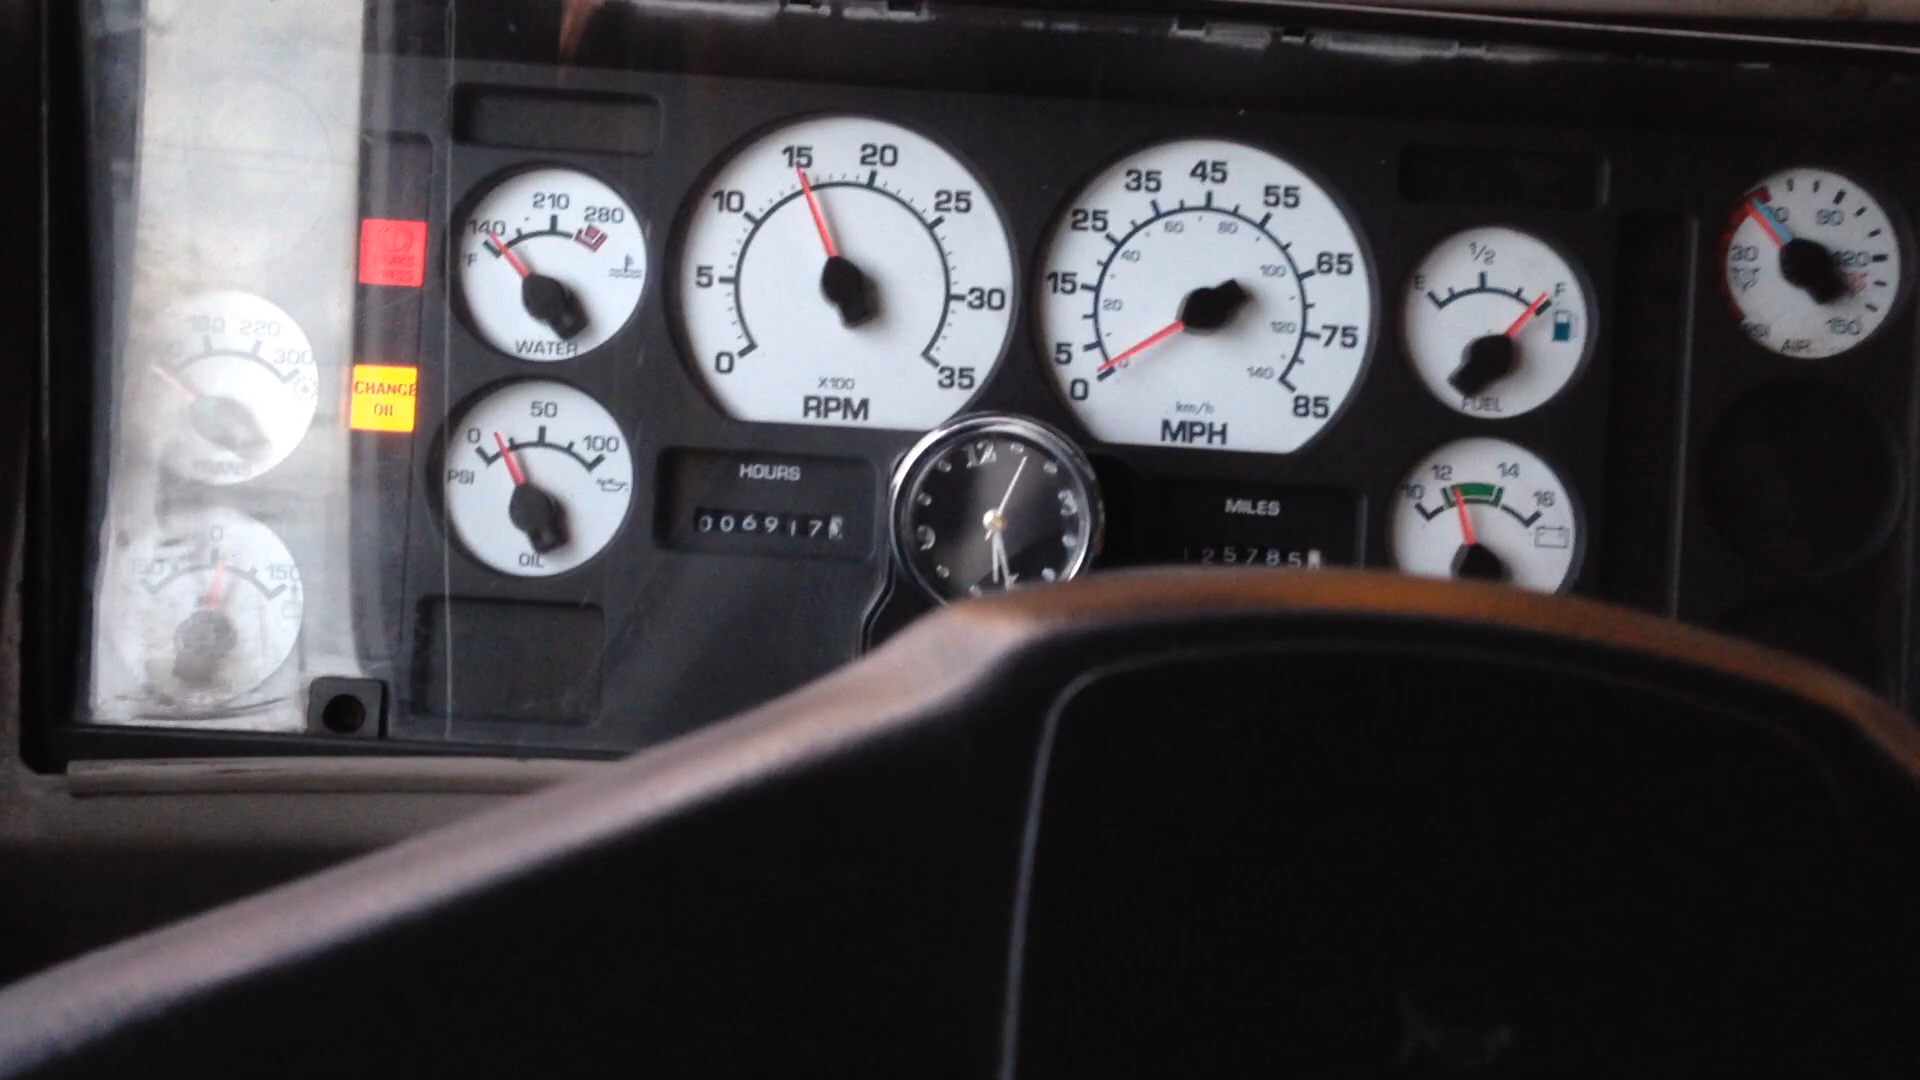 180 220
300
TRANS
0
150 150
CHANGE
OIL
140 210 280
F
WATER
0 50 100
PSI
OIL
0 5 10 15 20 25 30 35
X100
RPM
HOURS
006917
12
3
9
0 5 15 25 35 45 55 65 75 85
20 40 60 80 100 120 140
km/h
MPH
MILES
125785
E 1/2 F
FUEL
10 12 14 16
30 90 120 150
PSI AIR